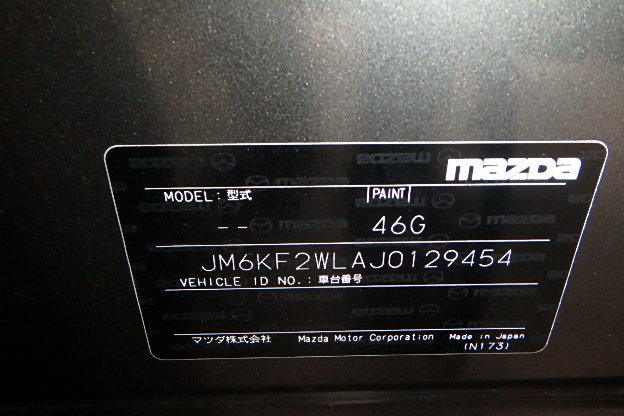 mazda
MODEL: 型式 PAINT
-- 46G
JM6KF2WLAJ0129454
VEHICLE ID NO.: 車台番号
マツダ株式会社 Mazda Motor Corporation Made in Japan
(N173)